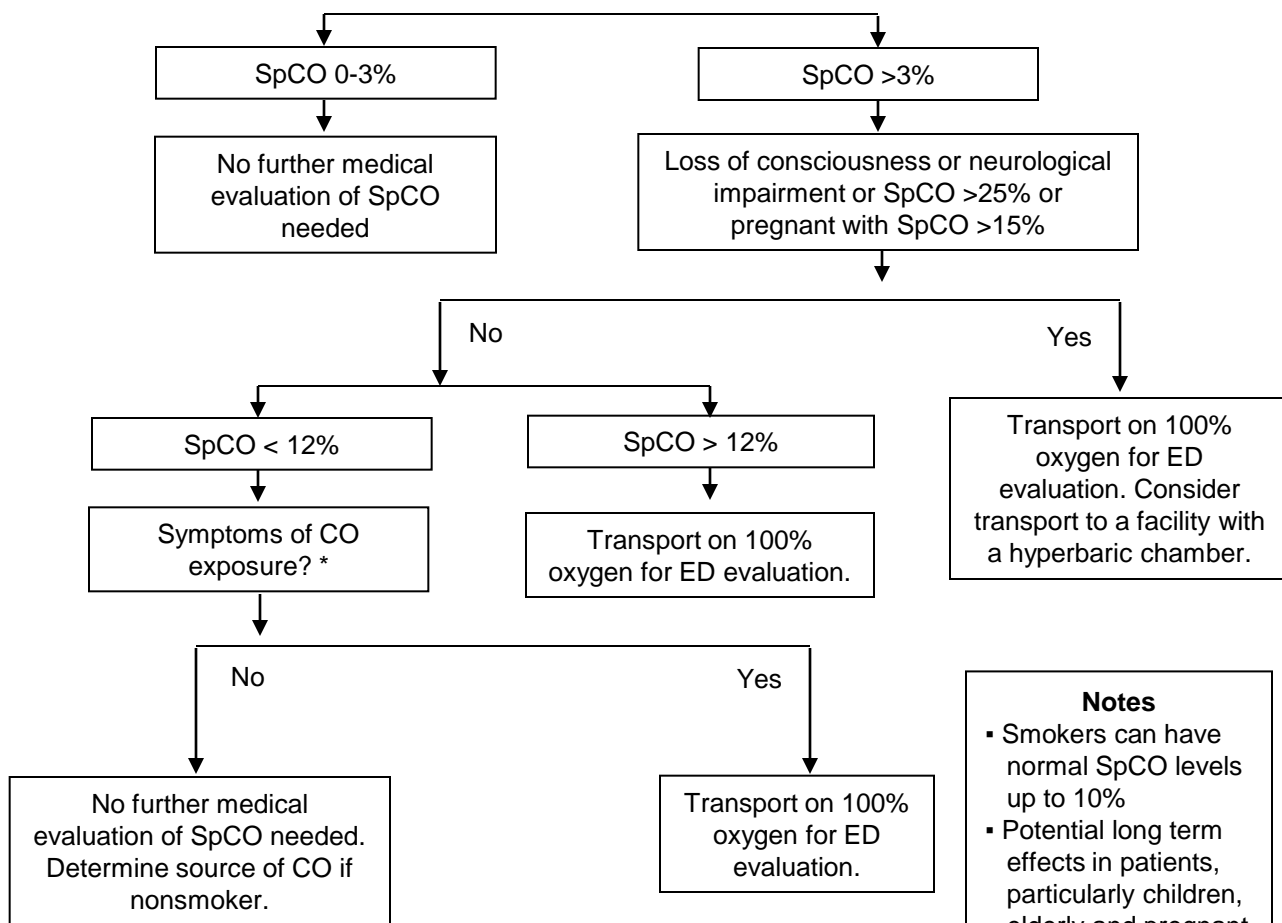 SpCO 0-3%
SpCO >3%
No further medical
evaluation of SpCO
needed
Loss of consciousness or neurological
impairment or SpCO >25% or
pregnant with SpCO >15%
No
Yes
SpCO < 12%
SpCO > 12%
Transport on 100%
oxygen for ED
evaluation. Consider
transport to a facility with
a hyperbaric chamber.
Symptoms of CO
exposure? *
Transport on 100%
oxygen for ED evaluation.
No
Yes
No further medical
evaluation of SpCO needed.
Determine source of CO if
nonsmoker.
Transport on 100%
oxygen for ED
evaluation.
Notes
▪ Smokers can have
normal SpCO levels
up to 10%
▪ Potential long term
effects in patients,
particularly children,
elderly and pregnant